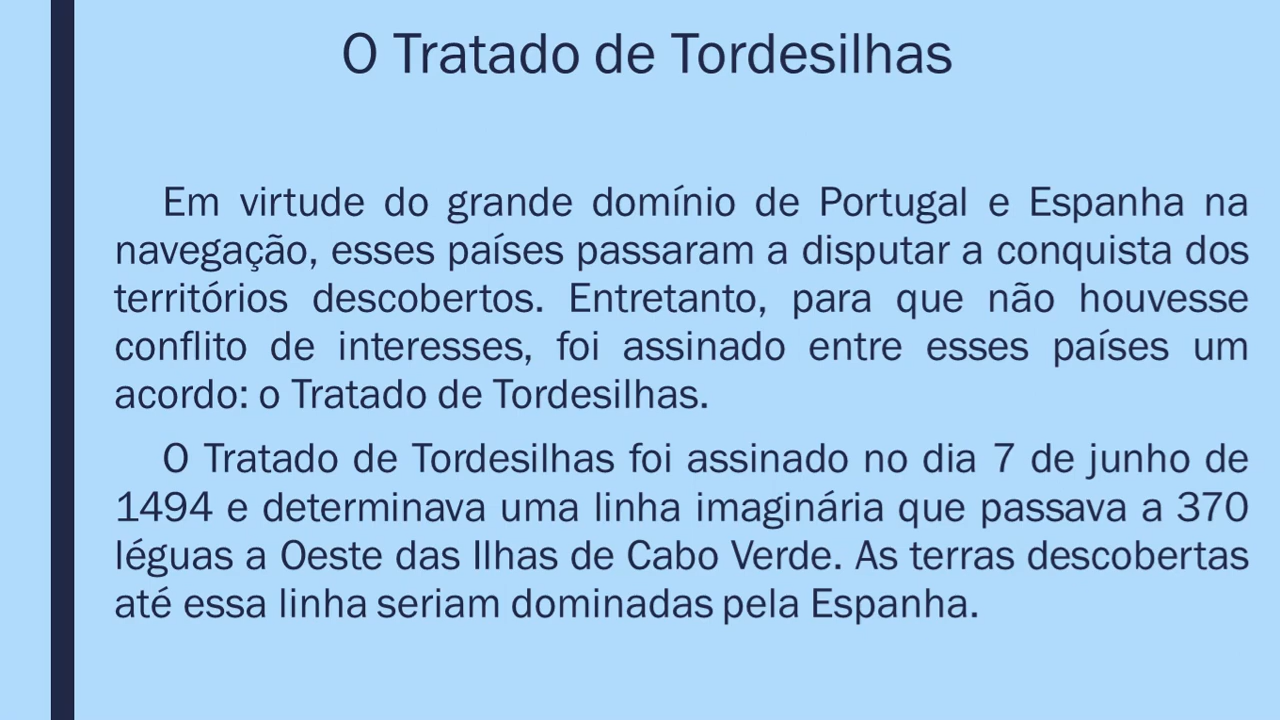 O Tratado de Tordesilhas
Em virtude do grande domínio de Portugal e Espanha na
navegação, esses países passaram a disputar a conquista dos
territórios descobertos. Entretanto, para que não houvesse
conflito de interesses, foi assinado entre esses países um
acordo: o Tratado de Tordesilhas.
O Tratado de Tordesilhas foi assinado no dia 7 de junho de
1494 e determinava uma linha imaginária que passava a 370
léguas a Oeste das Ilhas de Cabo Verde. As terras descobertas
até essa linha seriam dominadas pela Espanha.